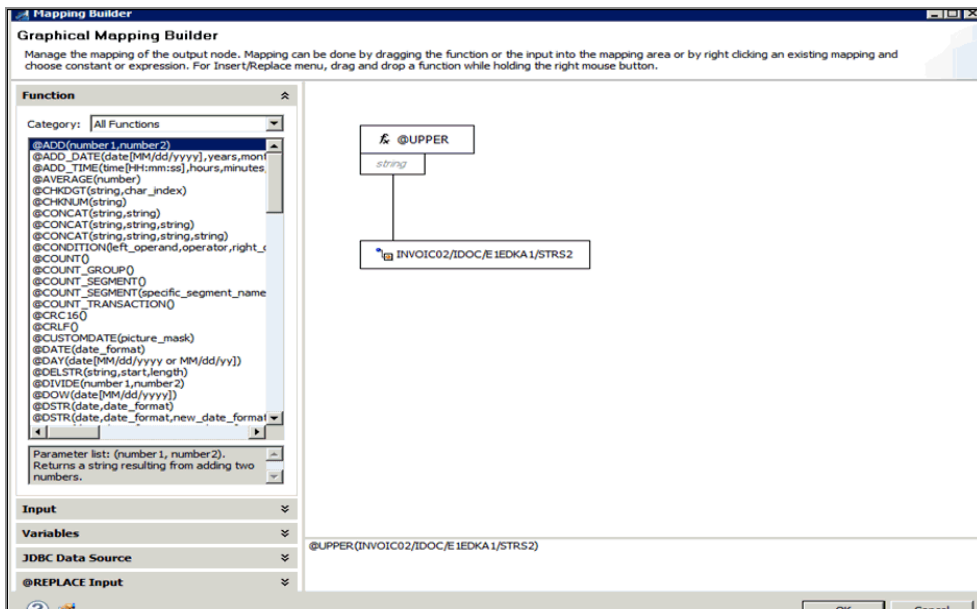 Mapping Builder
Graphical Mapping Builder
Manage the mapping of the output node. Mapping can be done by dragging the function or the input into the mapping area or by right clicking an existing mapping and
choose constant or expression. For Insert/Replace menu, drag and drop a function while holding the right mouse button.
Function
Category: All Functions
@ADD(number1,number2)
@ADD_DATE(date[MM/dd/yyyy],years,mont
@ADD_TIME(time[HH:mm:ss],hours,minutes,
@AVERAGE(number)
@CHKDGT(string,char_index)
@CHKNUM(string)
@CONCAT(string,string)
@CONCAT(string,string,string)
@CONCAT(string,string,string,string)
@CONDITION(left_operand,operator,right_o
@COUNT()
@COUNT_GROUP()
@COUNT_SEGMENT()
@COUNT_SEGMENT(specific_segment_name
@COUNT_TRANSACTION()
@CRC16()
@CRLF()
@CUSTOMDATE(picture_mask)
@DATE(date_format)
@DAY(date[MM/dd/yyyy or MM/dd/yy])
@DELSTR(string,start,length)
@DIVIDE(number1,number2)
@DOW(date[MM/dd/yyyy])
@DSTR(date,date_format)
@DSTR(date,date_format,new_date_format
Parameter list: (number1, number2).
Returns a string resulting from adding two
numbers.
Input
Variables
JDBC Data Source
@REPLACE Input
fx @UPPER
string
INVOIC02/IDOC/E1EDKA1/STRS2
@UPPER(INVOIC02/IDOC/E1EDKA1/STRS2)
OK
Cancel